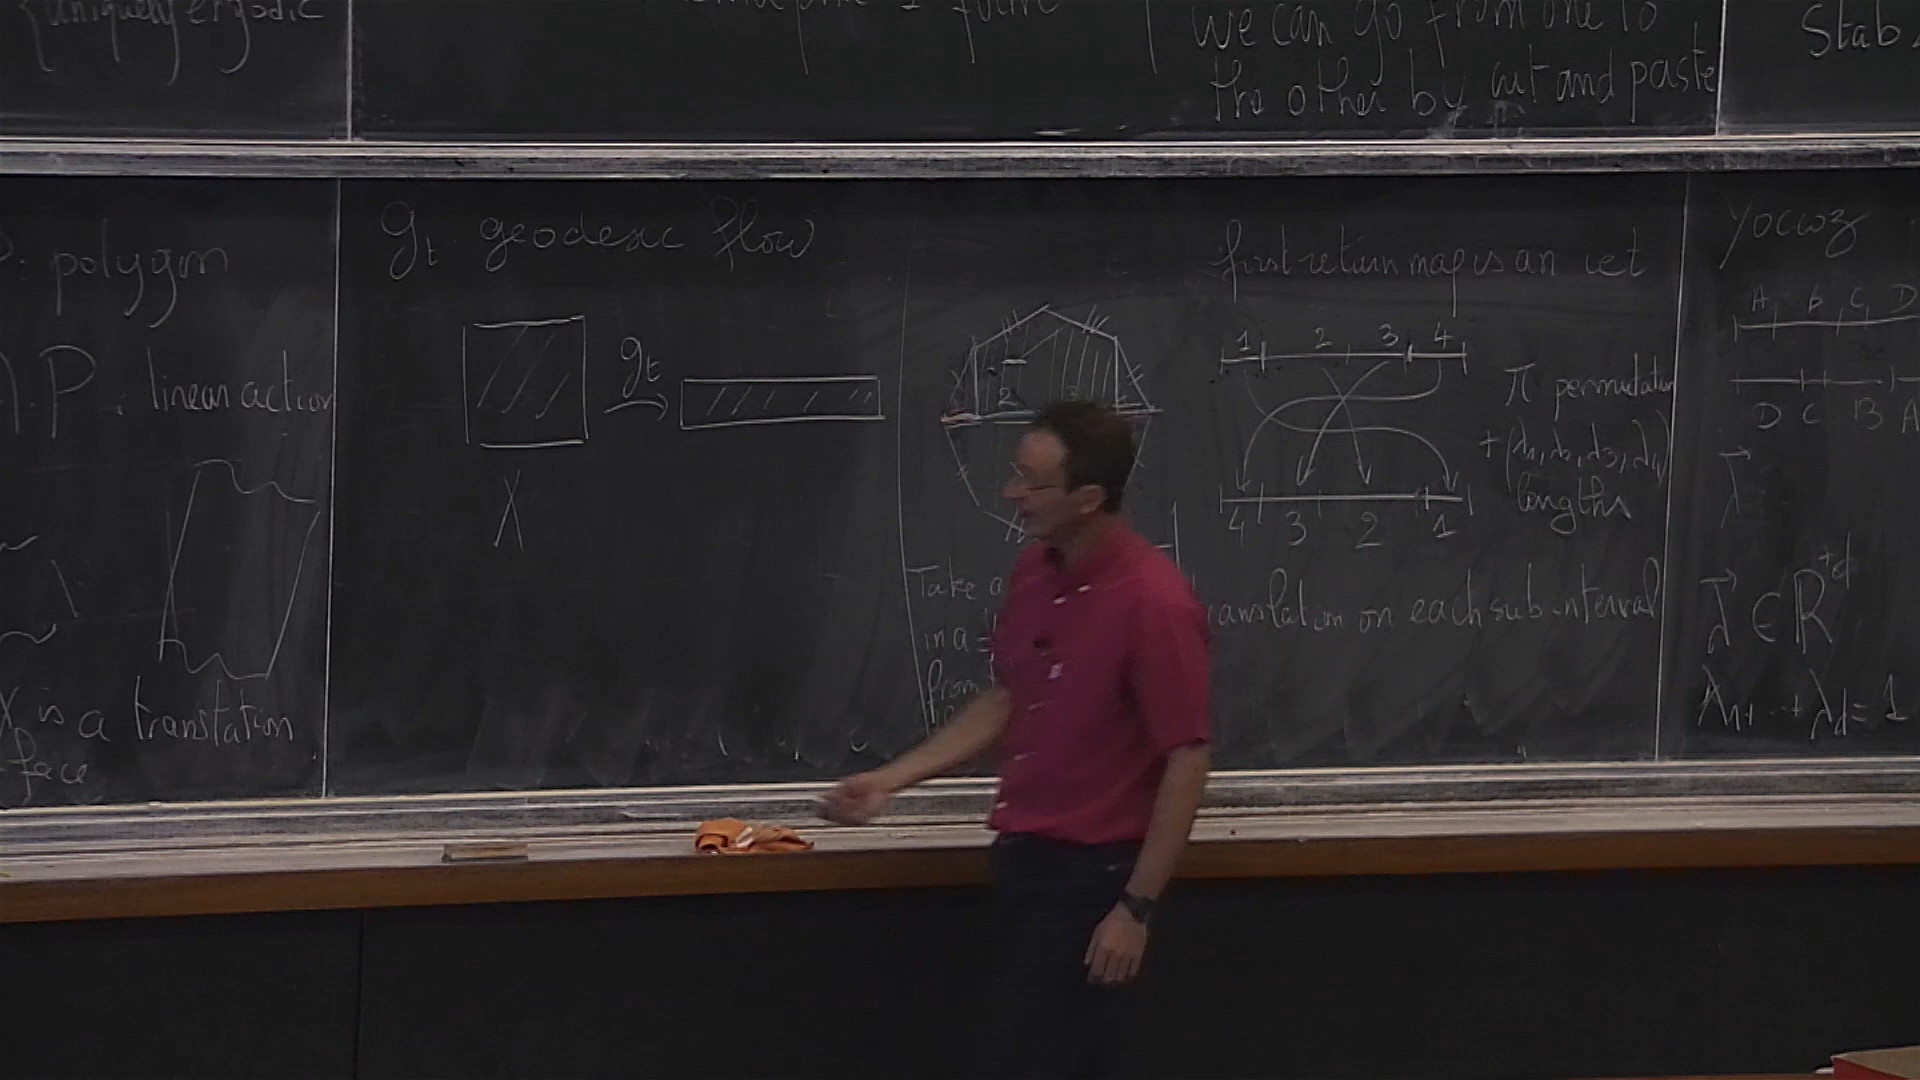 uniquely ergodic
we can go from one to
the other by cut and paste
Stab
polygon
P : linear action
X is a translation
face
g_t geodesic flow
g_t
X
2
Take a
in a
from
first return map is an iet
1 2 3 4
π permutation
+ (λ1, λ2, λ3, λ4)
lengths
4 3 2 1
translation on each subinterval
Yoccoz
A B C D
D C B A
λ⃗
λ⃗ ∈ R^{+d}
λ1+..+λd=1